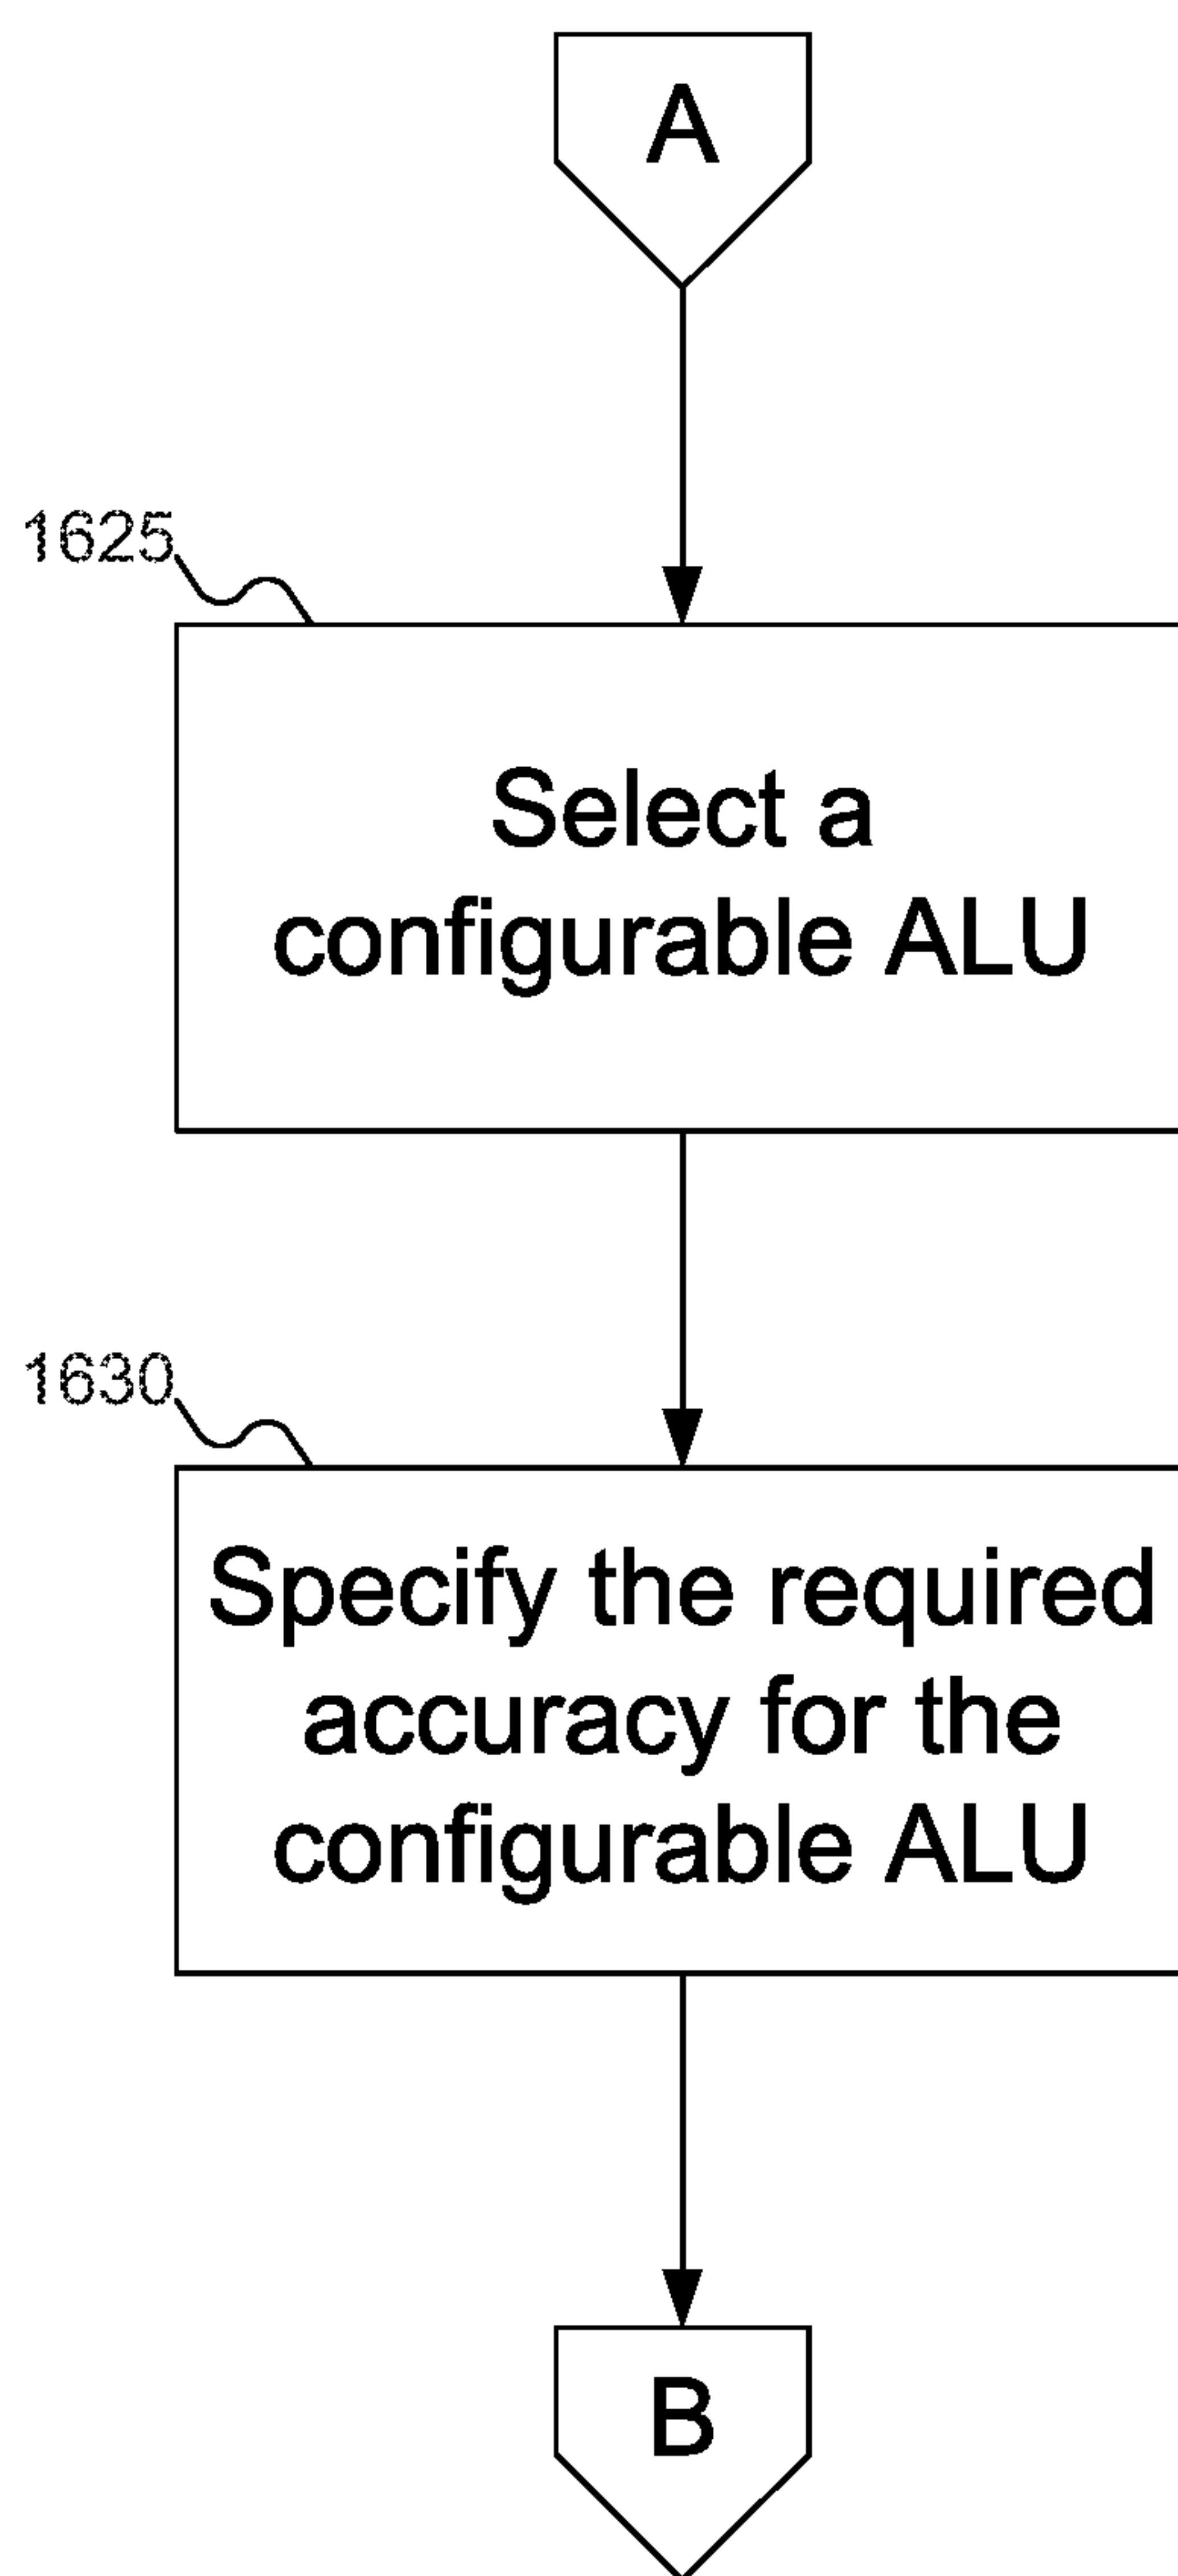 A
1625
Select a
configurable ALU
1630
Specify the required
accuracy for the
configurable ALU
B